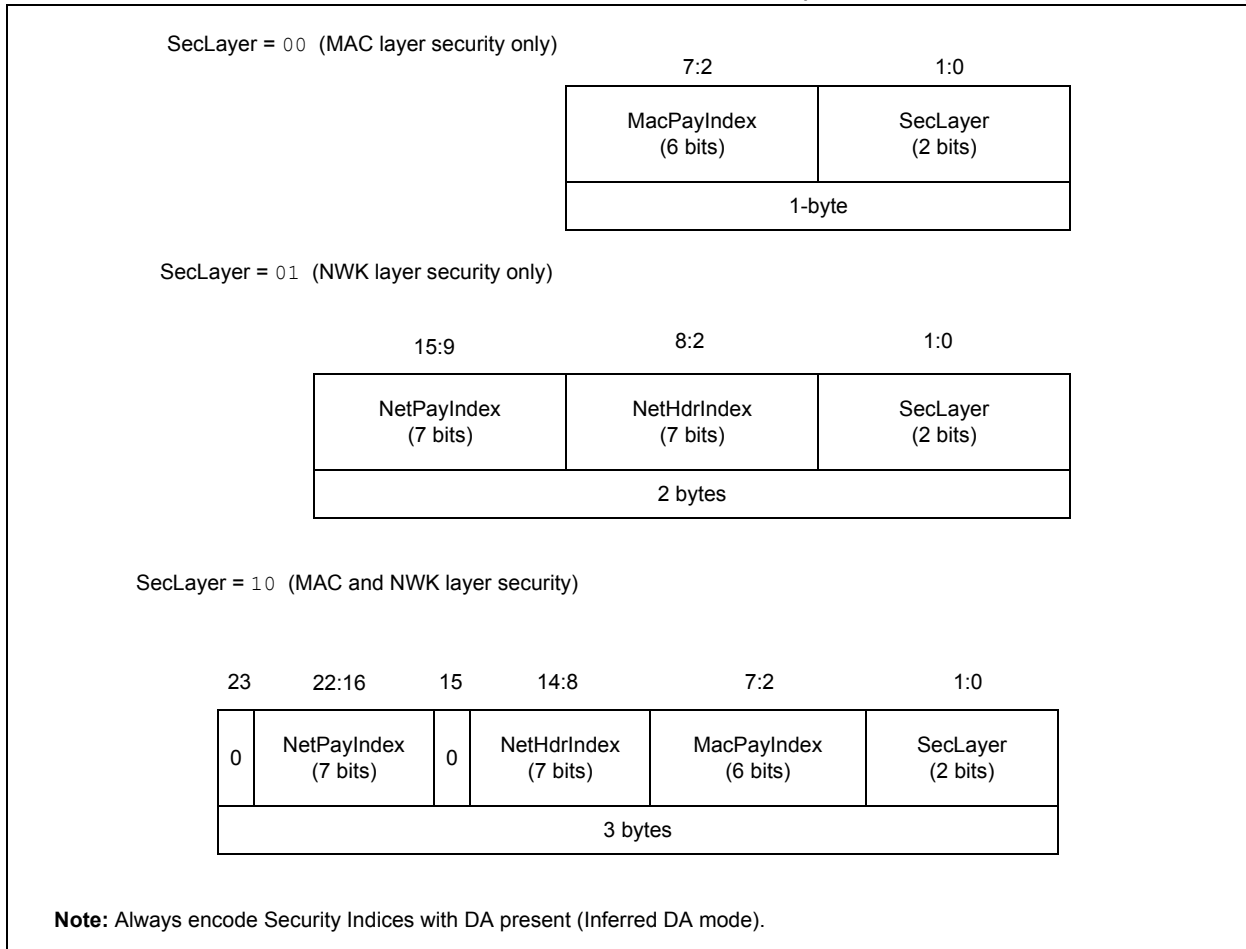 SecLayer = 00 (MAC layer security only)
7:2 1:0
MacPayIndex SecLayer
(6 bits) (2 bits)
1-byte
SecLayer = 01 (NWK layer security only)
15:9 8:2 1:0
NetPayIndex NetHdrIndex SecLayer
(7 bits) (7 bits) (2 bits)
2 bytes
SecLayer = 10 (MAC and NWK layer security)
23 22:16 15 14:8 7:2 1:0
0 NetPayIndex 0 NetHdrIndex MacPayIndex SecLayer
(7 bits) (7 bits) (6 bits) (2 bits)
3 bytes
Note: Always encode Security Indices with DA present (Inferred DA mode).